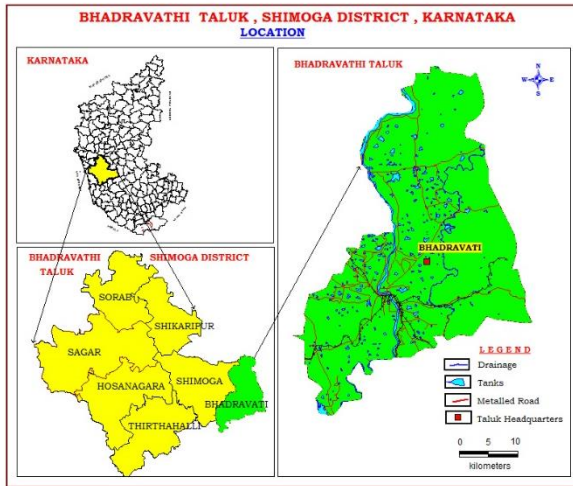 BHADRAVATHI TALUK , SHIMOGA DISTRICT , KARNATAKA
LOCATION
KARNATAKA
BHADRAVATHI TALUK
N
W E
S
BHADRAVATHI
TALUK
SHIMOGA DISTRICT
SORABA
SHIKARIPUR
SAGAR
HOSANAGARA
SHIMOGA
BHADRAVATI
THIRTHAHALLI
BHADRAVATI
LEGEND
Drainage
Tanks
Metalled Road
Taluk Headquarters
0 5 10
kilometers